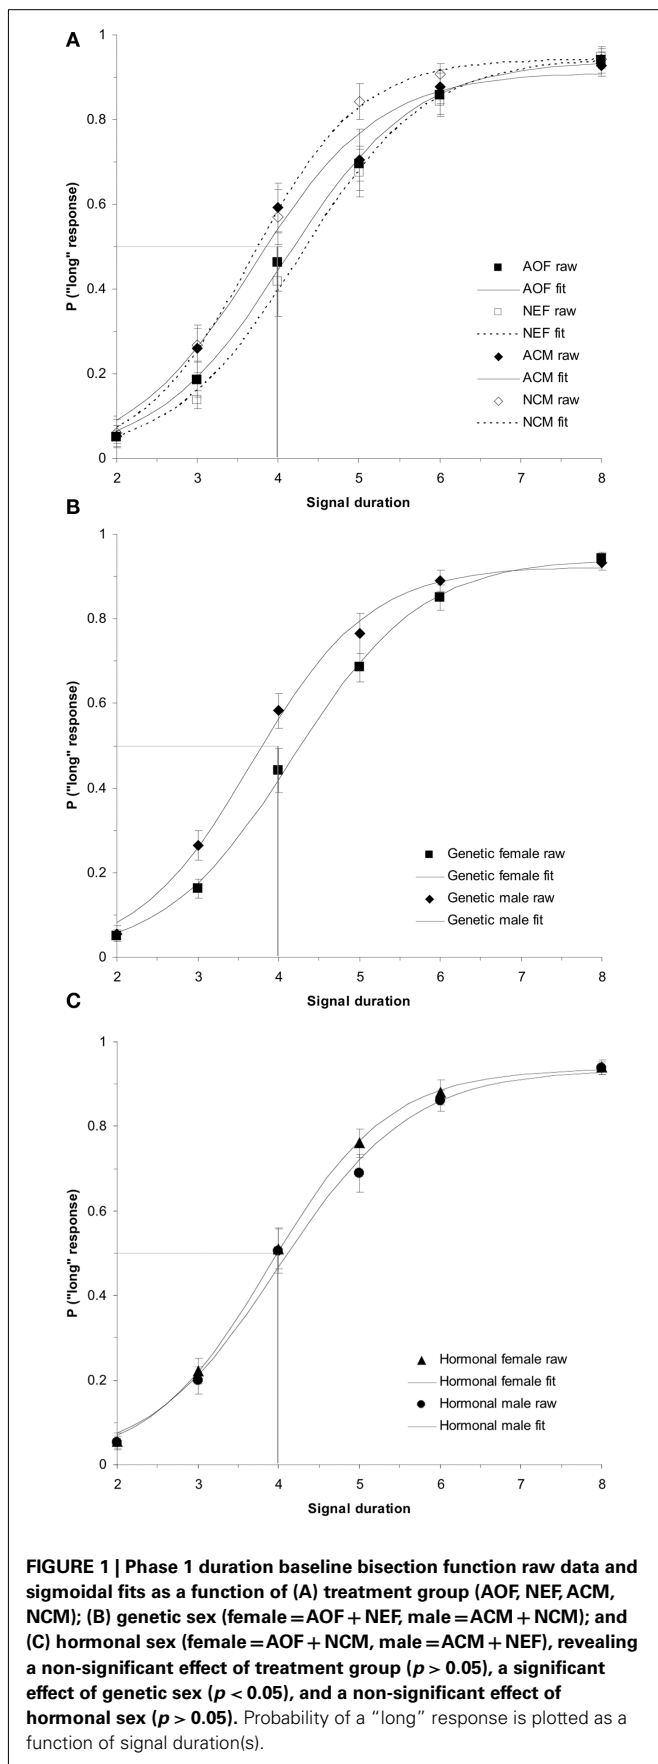 A
1
0.8
0.6
0.4
0.2
0
P ("long" response)
AOF raw
AOF fit
NEF raw
NEF fit
ACM raw
ACM fit
NCM raw
NCM fit
2 3 4 5 6 7 8
Signal duration
B
1
0.8
0.6
0.4
0.2
0
P ("long" response)
Genetic female raw
Genetic female fit
Genetic male raw
Genetic male fit
2 3 4 5 6 7 8
Signal duration
C
1
0.8
0.6
0.4
0.2
0
P ("long" response)
Hormonal female raw
Hormonal female fit
Hormonal male raw
Hormonal male fit
2 3 4 5 6 7 8
Signal duration
FIGURE 1 | Phase 1 duration baseline bisection function raw data and
sigmoidal fits as a function of (A) treatment group (AOF, NEF, ACM,
NCM); (B) genetic sex (female = AOF + NEF, male = ACM + NCM); and
(C) hormonal sex (female = AOF + NCM, male = ACM + NEF), revealing
a non-significant effect of treatment group (p > 0.05), a significant
effect of genetic sex (p < 0.05), and a non-significant effect of
hormonal sex (p > 0.05). Probability of a “long” response is plotted as a
function of signal duration(s).